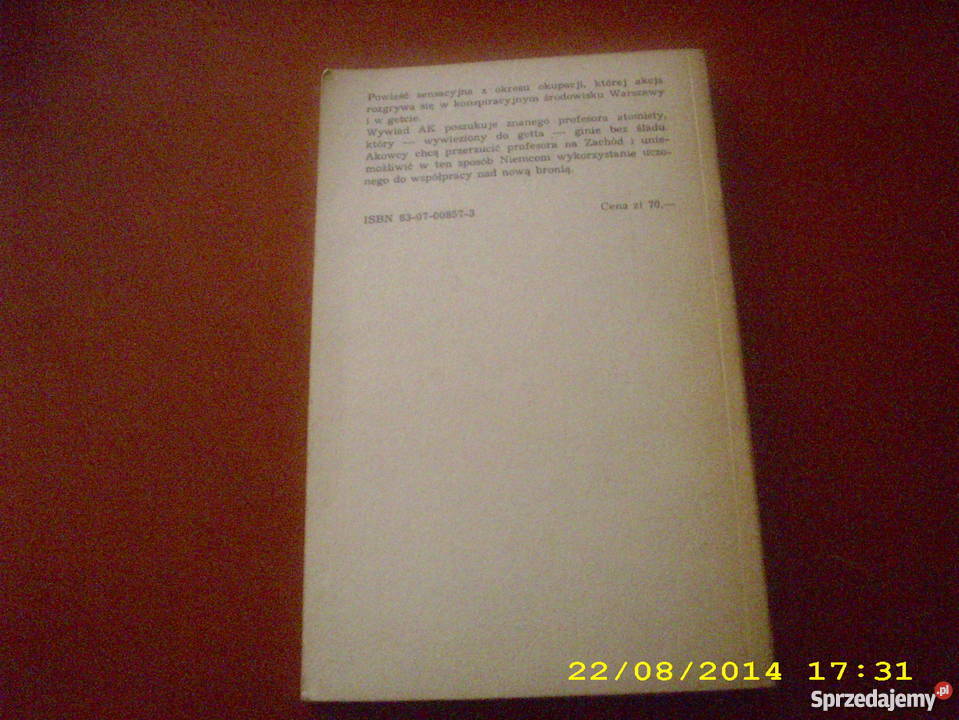 Powieść sensacyjna z okresu okupacji, której akcja
rozgrywa się w konspiracyjnym środowisku Warszawy
i w getcie.
Wywiad AK poszukuje znanego profesora atomisty,
który — wywieziony do getta — ginie bez śladu.
Akowcy chcą przerzucić profesora na Zachód i unie-
możliwić w ten sposób Niemcom wykorzystanie uczo-
nego do współpracy nad nową bronią.
ISBN 83-07-00857-3
Cena zł 70,—
22/08/2014 17:31
Sprzedajemy.pl